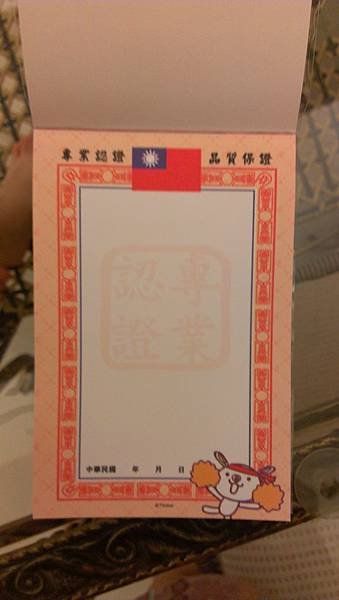 專業認證 品質保證
專業
認證
中華民國 年 月 日